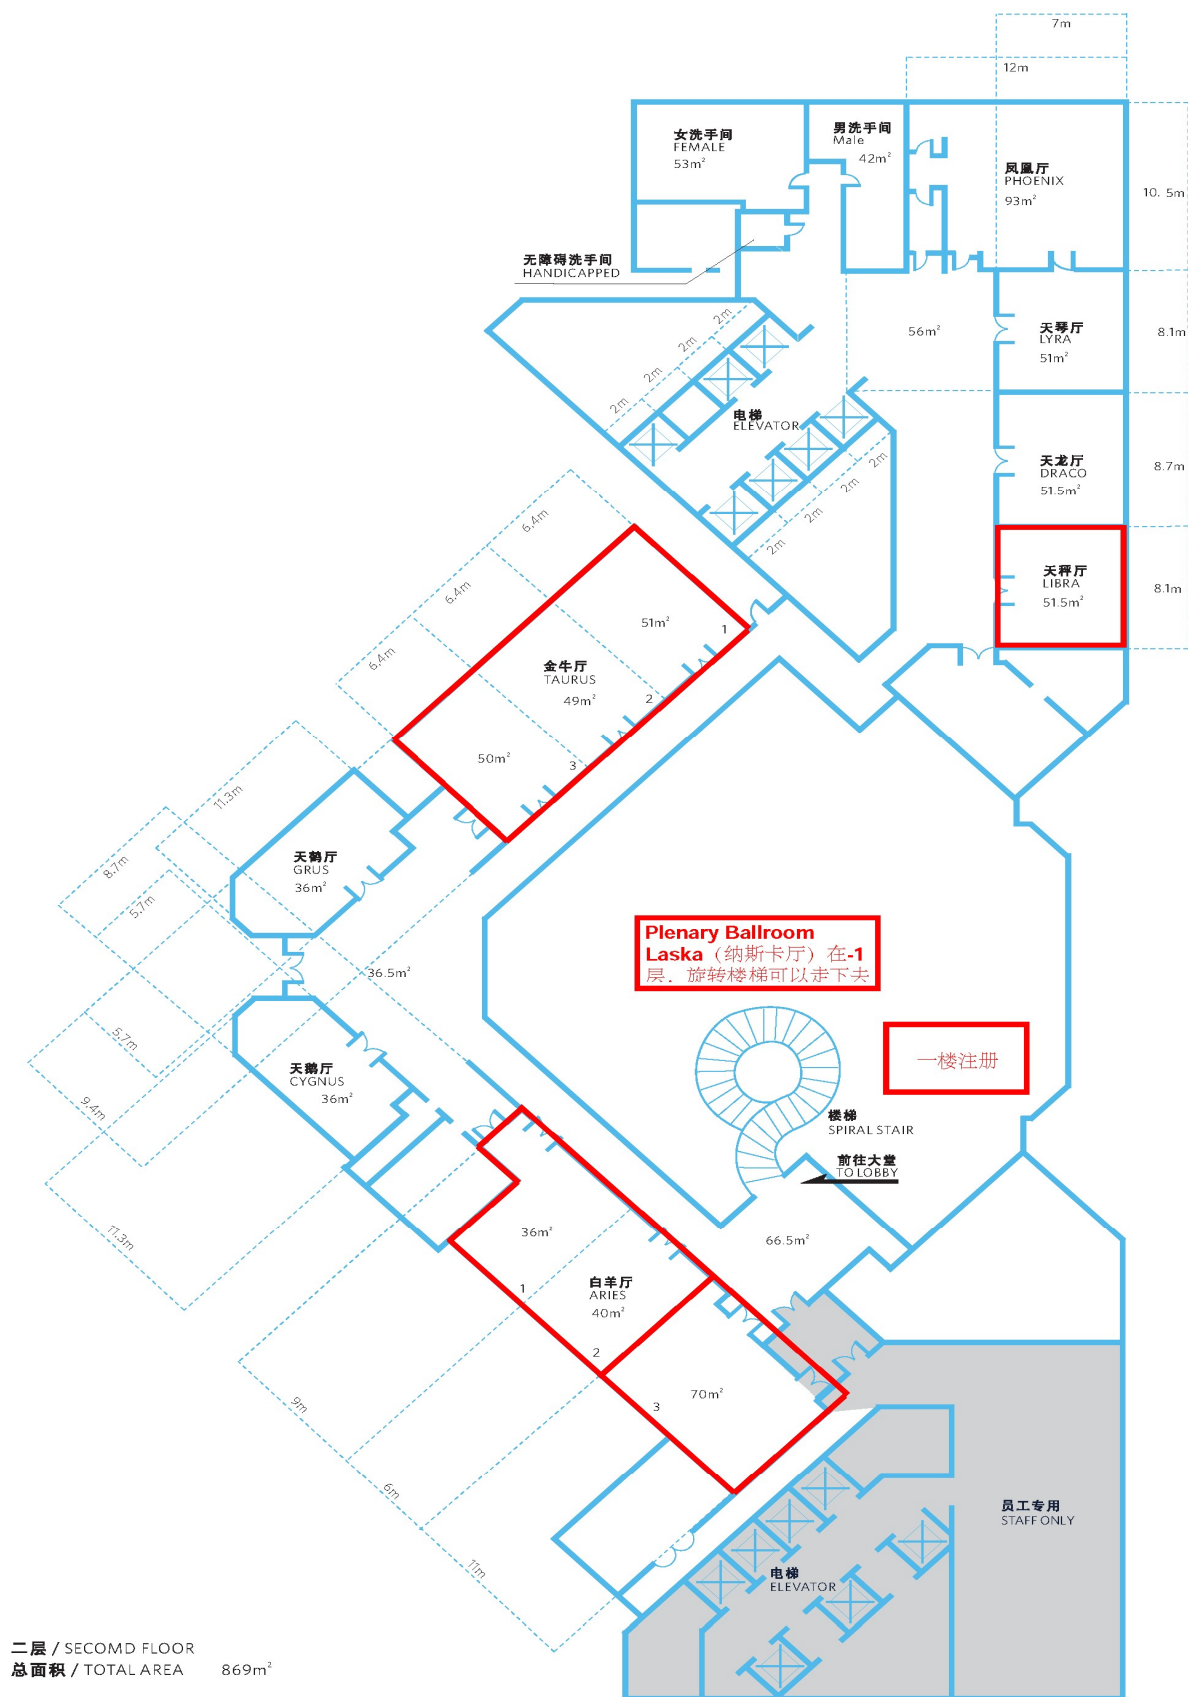 7m
12m
女洗手间
FEMALE
53m²
男洗手间
Male
42m²
凤凰厅
PHOENIX
93m²
10. 5m
无障碍洗手间
HANDICAPPED
2m
2m
2m
2m
56m²
天琴厅
LYRA
51m²
8.1m
电梯
ELEVATOR
2m
2m
2m
2m
天龙厅
DRACO
51.5m²
8.7m
6.4m
6.4m
6.4m
天秤厅
LIBRA
51.5m²
8.1m
51m²
1
金牛厅
TAURUS
49m²
2
50m²
3
11.3m
8.7m
5.7m
天鹤厅
GRUS
36m²
36.5m²
Plenary Ballroom
Laska（纳斯卡厅）在-1
层．旋转楼梯可以走下去
一楼注册
5.7m
9.4m
11.3m
天鹅厅
CYGNUS
36m²
楼梯
SPIRAL STAIR
前往大堂
TO LOBBY
36m²
1
白羊厅
ARIES
40m²
2
66.5m²
70m²
3
9m
6m
11m
员工专用
STAFF ONLY
电梯
ELEVATOR
二层 / SECOMD FLOOR
总面积 / TOTAL AREA 869m²